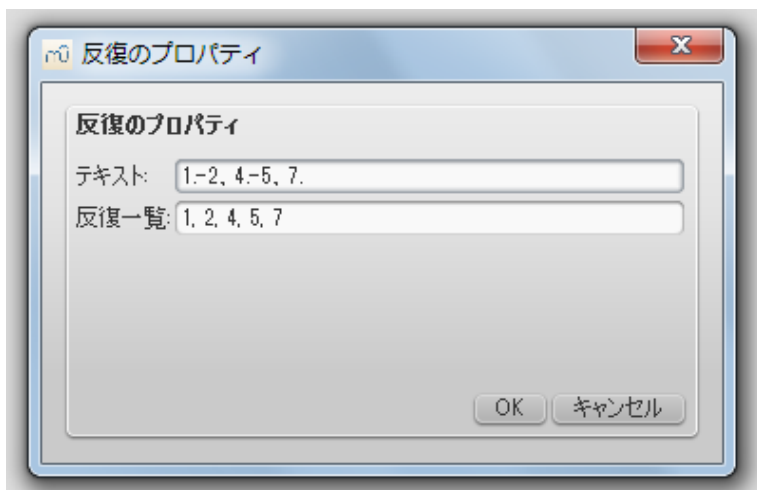 mû 反復のプロパティ
反復のプロパティ
テキスト: 1.-2、4.-5、7.
反復一覧: 1, 2, 4, 5, 7
OK キャンセル